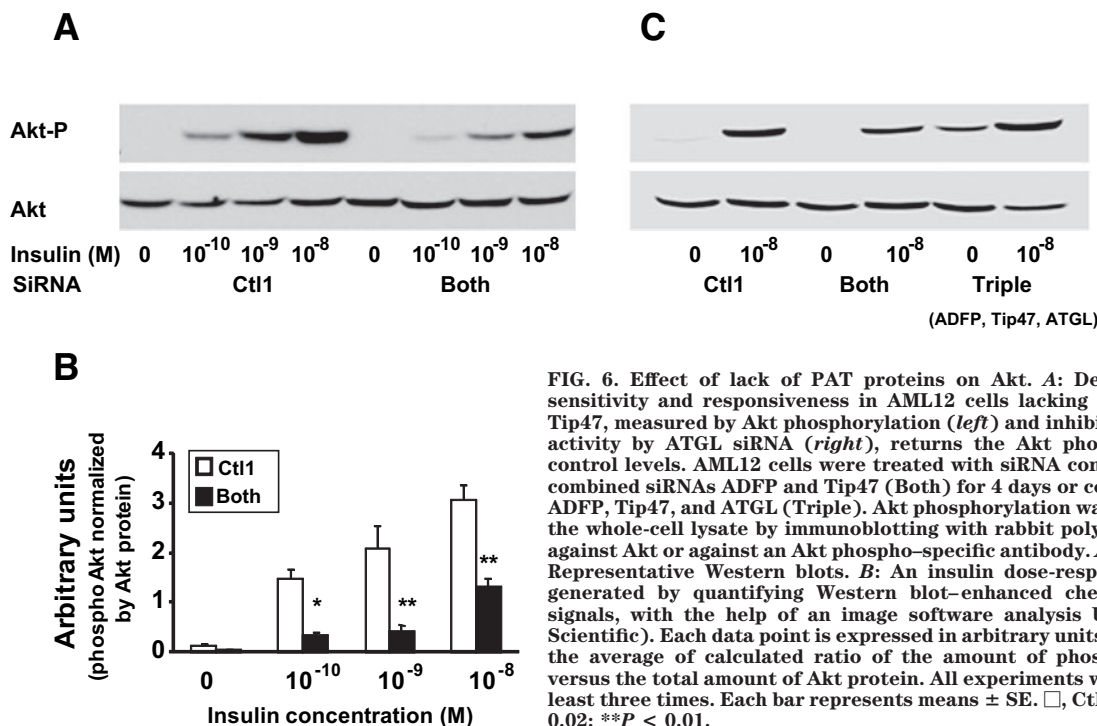 A
C
Akt-P
Akt
Insulin (M) 0 10⁻¹⁰ 10⁻⁹ 10⁻⁸ 0 10⁻¹⁰ 10⁻⁹ 10⁻⁸
SiRNA Ctl1 Both
0 10⁻⁸ 0 10⁻⁸ 0 10⁻⁸
Ctl1 Both Triple
(ADFP, Tip47, ATGL)
B
Arbitrary units
(phospho Akt normalized
by Akt protein)
4
3
2
1
0
Ctl1
Both
* ** **
0 10⁻¹⁰ 10⁻⁹ 10⁻⁸
Insulin concentration (M)
FIG. 6. Effect of lack of PAT proteins on Akt. A: De
sensitivity and responsiveness in AML12 cells lacking
Tip47, measured by Akt phosphorylation (left) and inhibi
activity by ATGL siRNA (right), returns the Akt phos
control levels. AML12 cells were treated with siRNA con
combined siRNAs ADFP and Tip47 (Both) for 4 days or co
ADFP, Tip47, and ATGL (Triple). Akt phosphorylation wa
the whole-cell lysate by immunoblotting with rabbit poly
against Akt or against an Akt phospho–specific antibody.
Representative Western blots. B: An insulin dose-resp
generated by quantifying Western blot–enhanced che
signals, with the help of an image software analysis U
Scientific). Each data point is expressed in arbitrary units
the average of calculated ratio of the amount of phos
versus the total amount of Akt protein. All experiments w
least three times. Each bar represents means ± SE. □, Ctl
0.02; **P < 0.01.